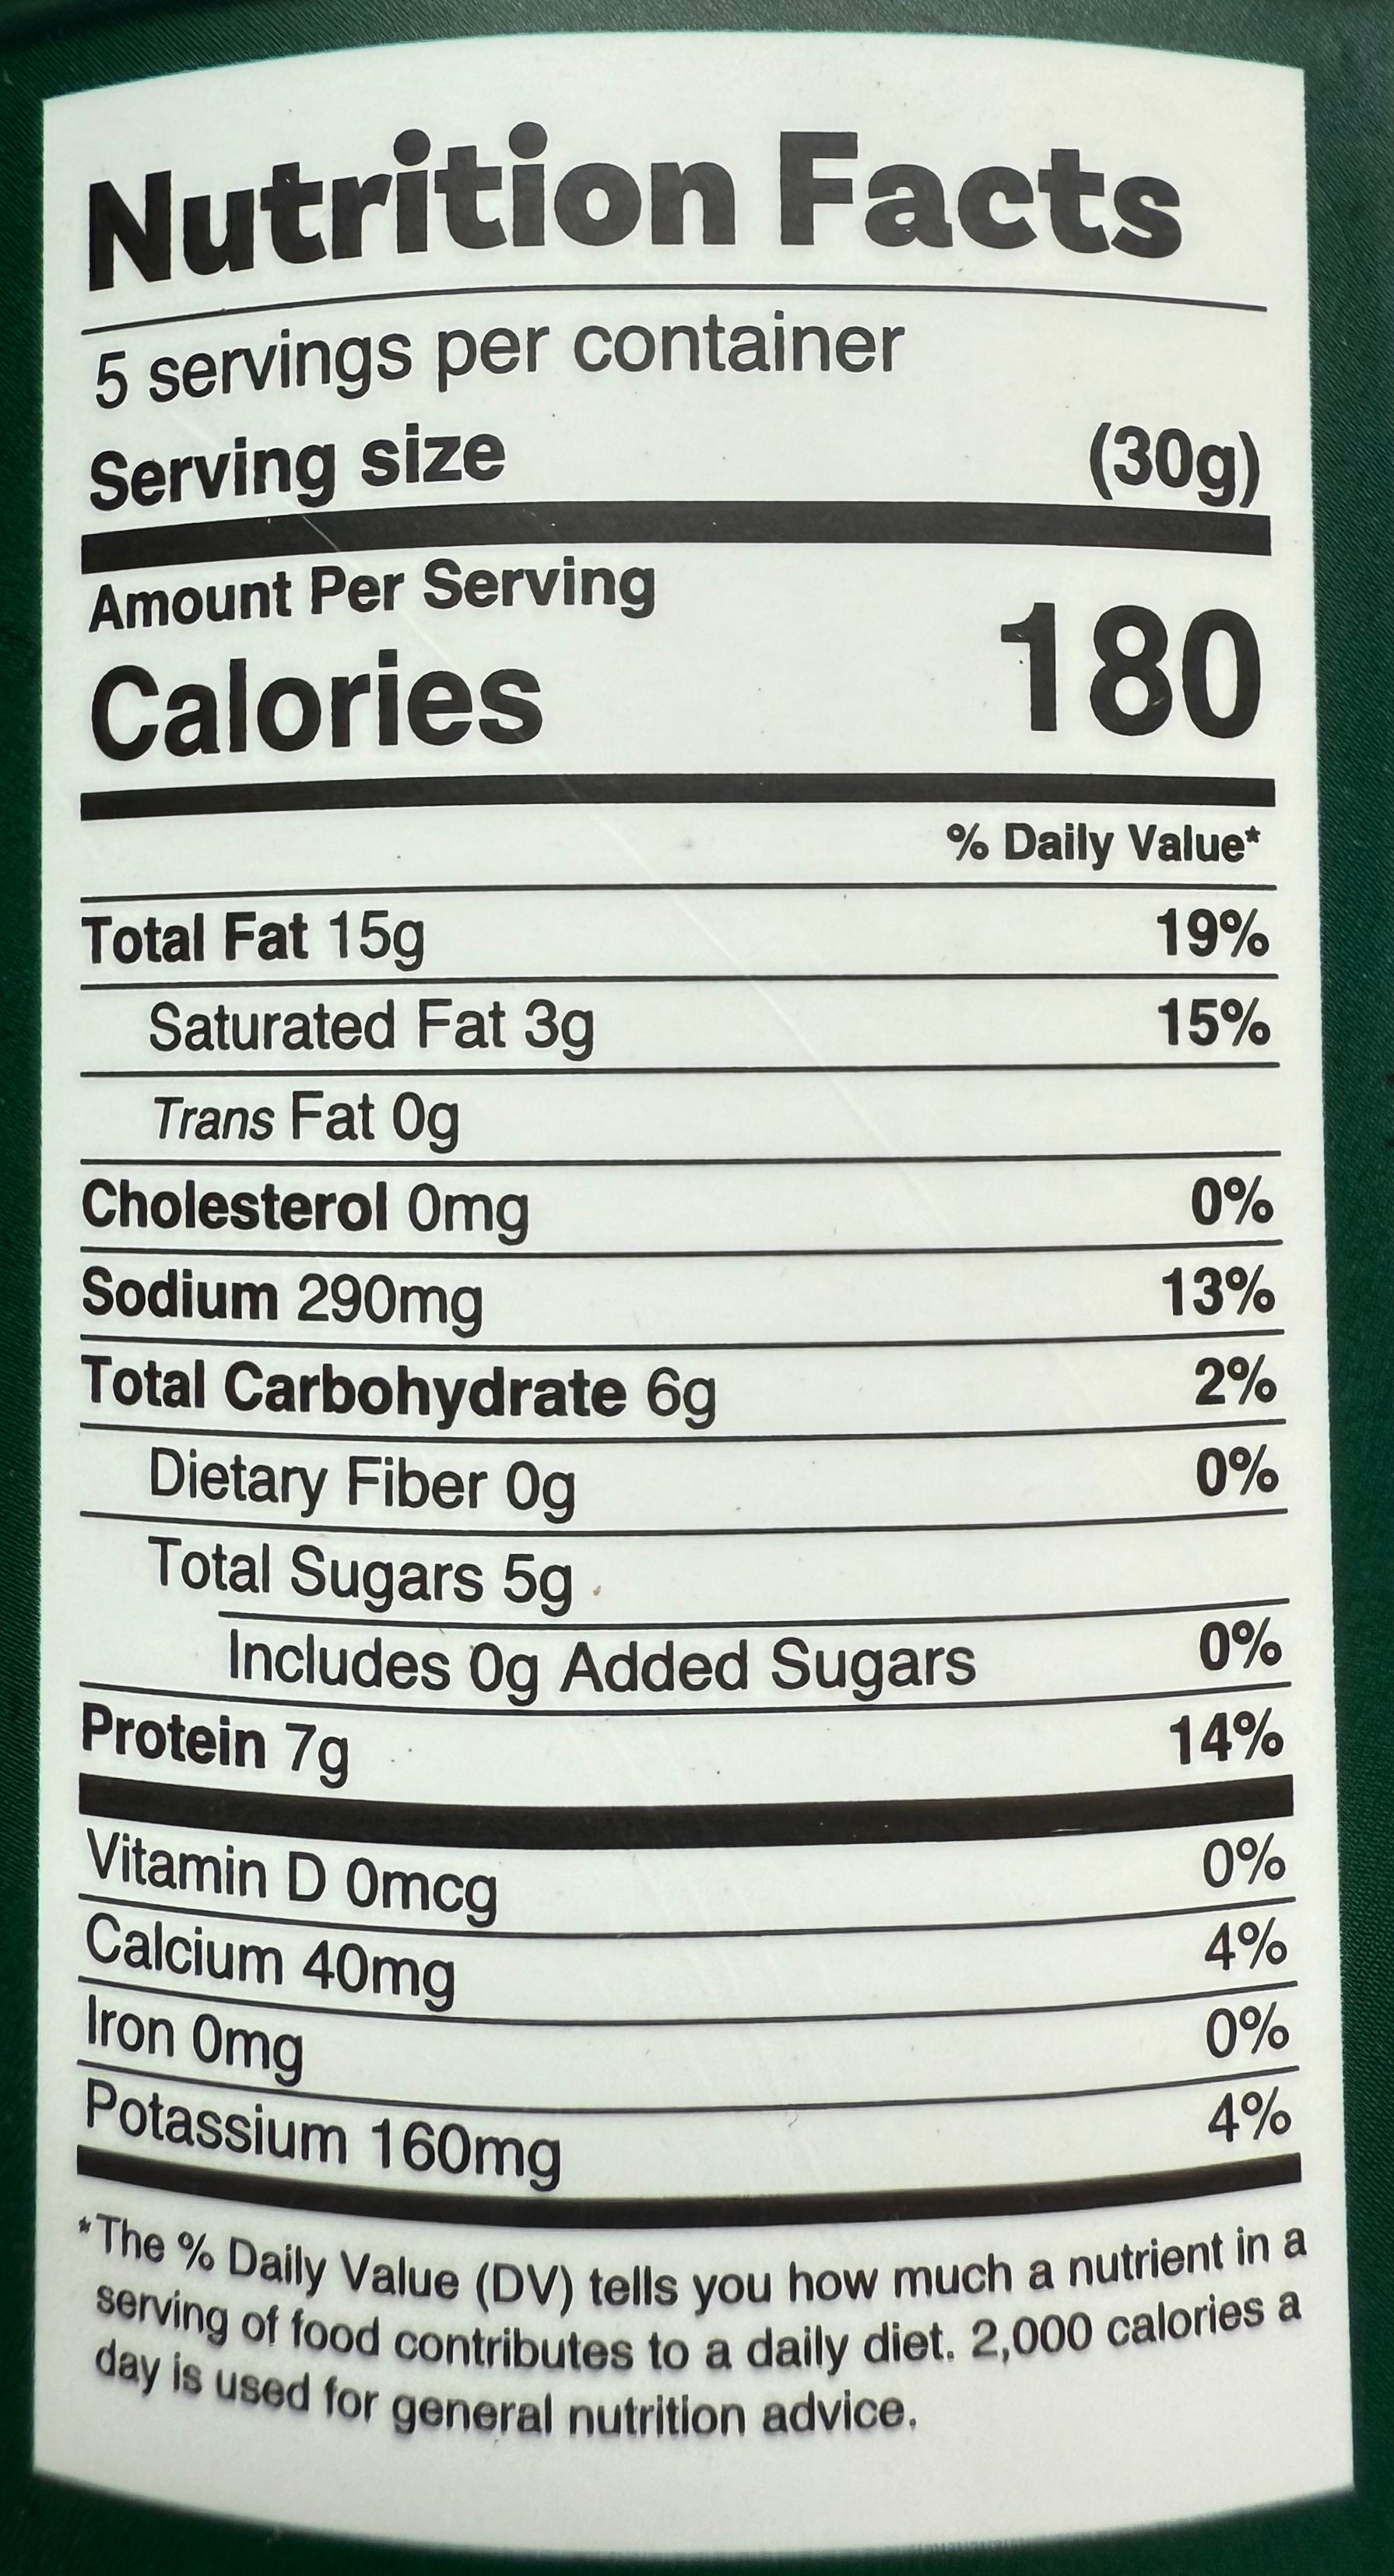 Nutrition Facts
5 servings per container
Serving size (30g)
Amount Per Serving
Calories 180
% Daily Value*
Total Fat 15g 19%
Saturated Fat 3g 15%
Trans Fat 0g
Cholesterol 0mg 0%
Sodium 290mg 13%
Total Carbohydrate 6g 2%
Dietary Fiber 0g 0%
Total Sugars 5g
Includes 0g Added Sugars 0%
Protein 7g 14%
Vitamin D 0mcg 0%
Calcium 40mg 4%
Iron 0mg 0%
Potassium 160mg 4%
*The % Daily Value (DV) tells you how much a nutrient in a
serving of food contributes to a daily diet. 2,000 calories a
day is used for general nutrition advice.